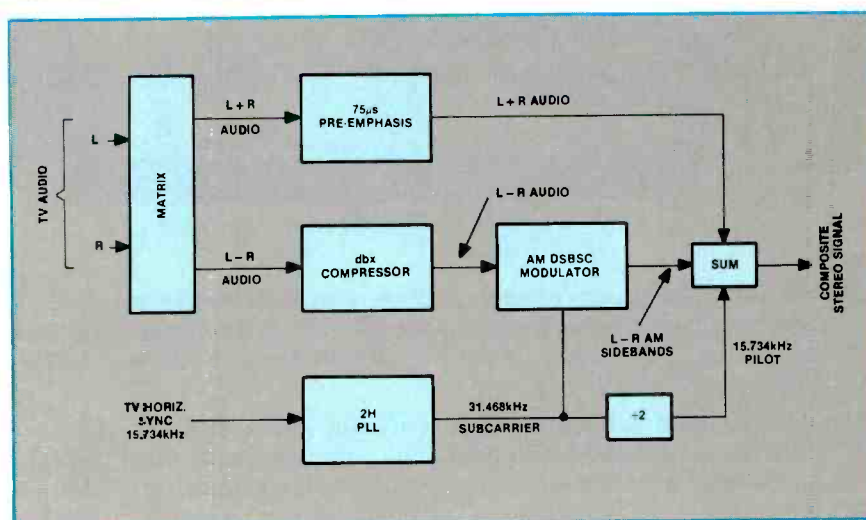 TV AUDIO
L
R
MATRIX
L+R
AUDIO
75µs
PRE-EMPHASIS
L+R AUDIO
L-R
AUDIO
dbx
COMPRESSOR
L-R AUDIO
AM DSBSC
MODULATOR
L-R AM
SIDEBANDS
SUM
COMPOSITE
STEREO SIGNAL
15.734kHz
PILOT
TV HORIZ.
SYNC
15.734kHz
2H
PLL
31.468kHz
SUBCARRIER
÷2